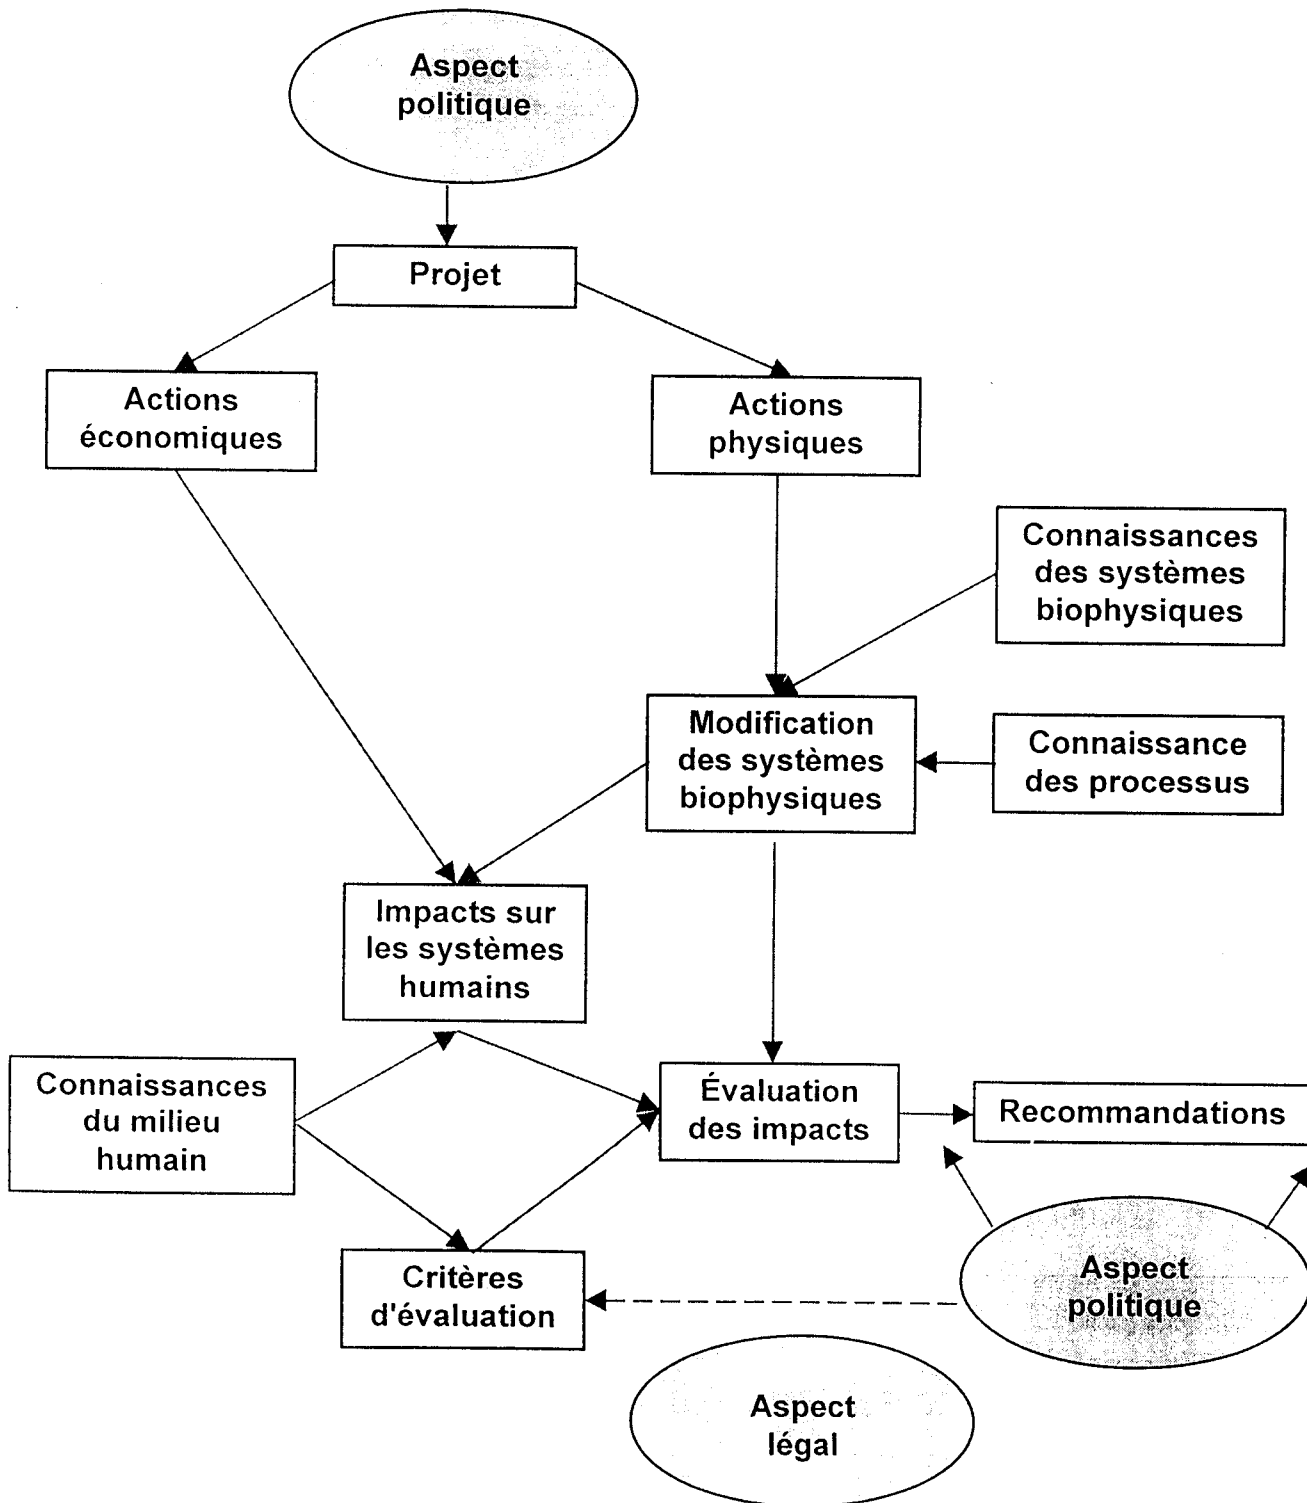 Aspect
politique
Projet
Actions
économiques
Actions
physiques
Connaissances
des systèmes
biophysiques
Modification
des systèmes
biophysiques
Connaissance
des processus
Impacts sur
les systèmes
humains
Connaissances
du milieu
humain
Évaluation
des impacts
Recommandations
Critères
d'évaluation
Aspect
politique
Aspect
légal